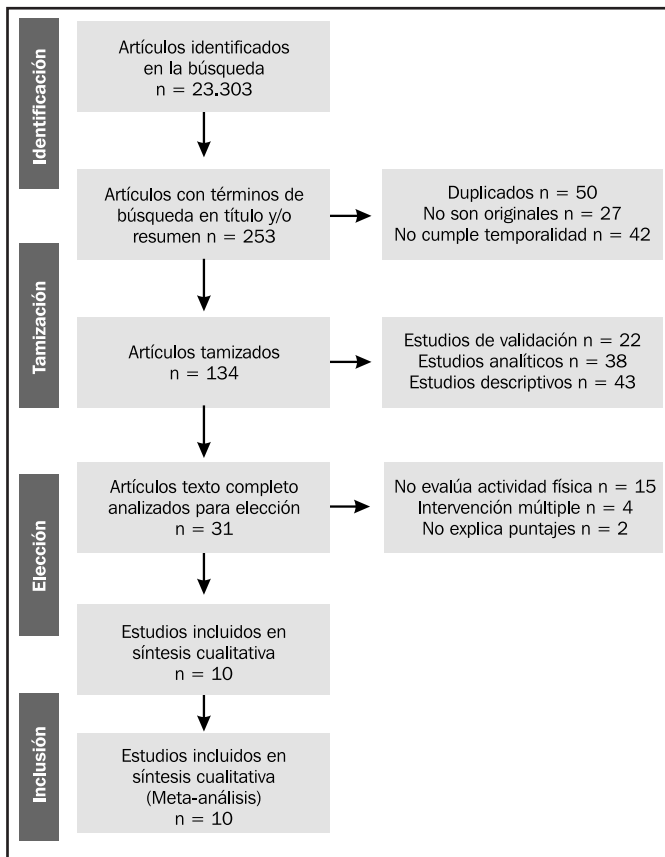 Identificación
Artículos identificados
en la búsqueda
n = 23.303
Artículos con términos de
búsqueda en título y/o
resumen n = 253
Duplicados n = 50
No son originales n = 27
No cumple temporalidad n = 42
Tamización
Artículos tamizados
n = 134
Estudios de validación n = 22
Estudios analíticos n = 38
Estudios descriptivos n = 43
Elección
Artículos texto completo
analizados para elección
n = 31
No evalúa actividad física n = 15
Intervención múltiple n = 4
No explica puntajes n = 2
Estudios incluidos en
síntesis cualitativa
n = 10
Inclusión
Estudios incluidos en
síntesis cualitativa
(Meta-análisis)
n = 10